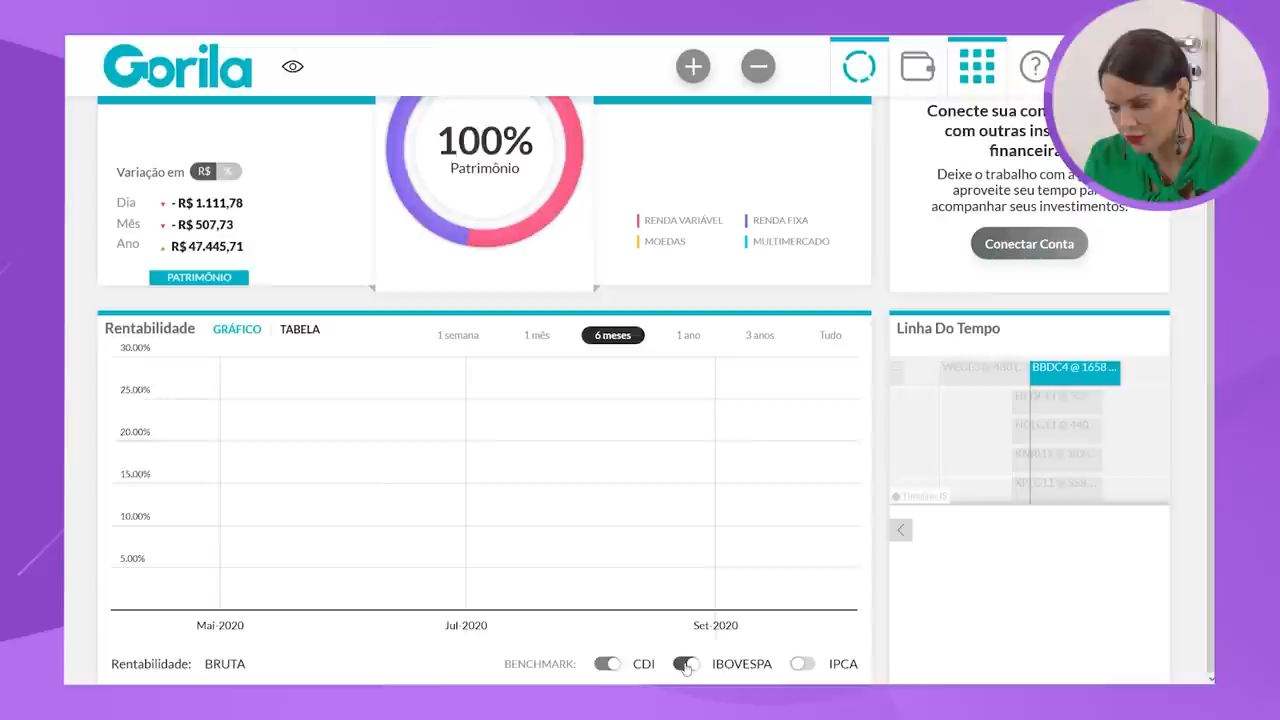 Gorila
?
100%
Patrimônio
Variação em R$ %
Dia - R$ 1.111,78
Mês - R$ 507,73
Ano R$ 47.445,71
PATRIMÔNIO
RENDA VARIÁVEL RENDA FIXA
MOEDAS MULTIMERCADO
Conecte sua con
com outras ins
financeira
Deixe o trabalho com a
aproveite seu tempo pa
acompanhar seus investimentos.
Conectar Conta
Rentabilidade GRÁFICO TABELA 1 semana 1 mês 6 meses 1 ano 3 anos Tudo
30.00%
25.00%
20.00%
15.00%
10.00%
5.00%
Mai-2020 Jul-2020 Set-2020
Rentabilidade: BRUTA BENCHMARK: CDI IBOVESPA IPCA
Linha Do Tempo
BBDC4 @ 1658 ...
TimelineJS